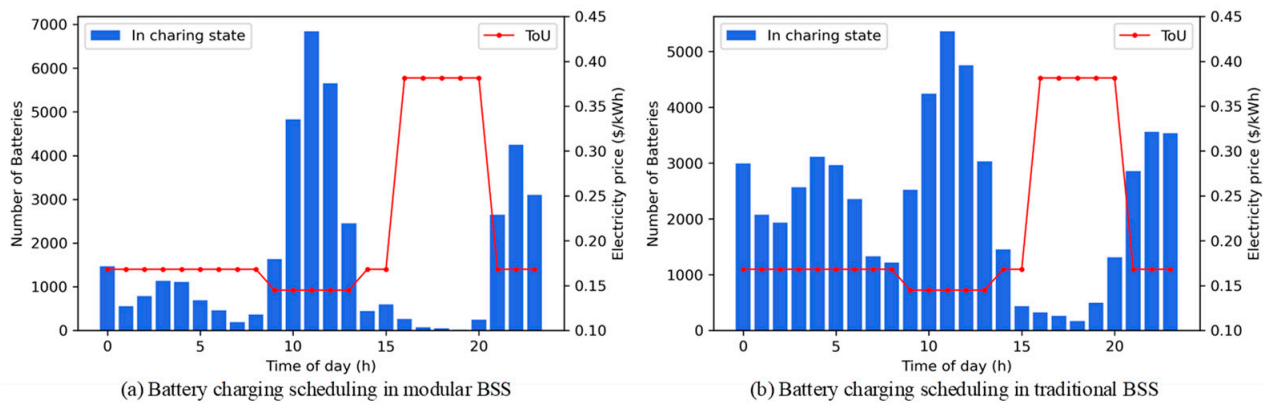 In charing state
ToU
7000
6000
5000
4000
3000
2000
1000
0
Number of Batteries
0.45
0.40
0.35
0.30
0.25
0.20
0.15
0.10
Electricity price ($/kWh)
0 5 10 15 20
Time of day (h)
(a) Battery charging scheduling in modular BSS
In charing state
ToU
5000
4000
3000
2000
1000
0
Number of Batteries
0.45
0.40
0.35
0.30
0.25
0.20
0.15
0.10
Electricity price ($/kWh)
0 5 10 15 20
Time of day (h)
(b) Battery charging scheduling in traditional BSS